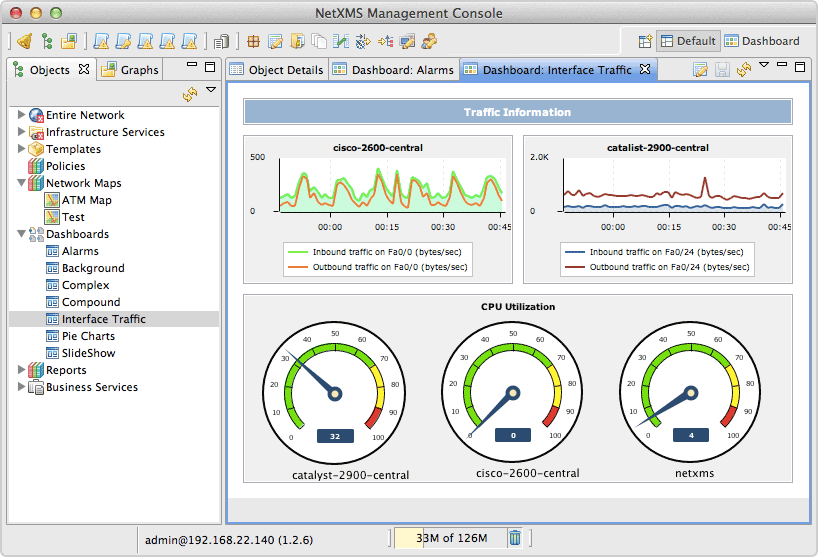 NetXMS Management Console
Default
Dashboard
Objects
Graphs
Object Details
Dashboard: Alarms
Dashboard: Interface Traffic
Entire Network
Infrastructure Services
Templates
Policies
Network Maps
ATM Map
Test
Dashboards
Alarms
Background
Complex
Compound
Interface Traffic
Pie Charts
SlideShow
Reports
Business Services
Traffic Information
cisco-2600-central
500
0
00:00 00:15 00:30 00:45
Inbound traffic on Fa0/0 (bytes/sec)
Outbound traffic on Fa0/0 (bytes/sec)
catalist-2900-central
2.0K
0
00:00 00:15 00:30 00:45
Inbound traffic on Fa0/24 (bytes/sec)
Outbound traffic on Fa0/24 (bytes/sec)
CPU Utilization
0 10 20 30 40 50 60 70 80 90 100
32
catalyst-2900-central
0 10 20 30 40 50 60 70 80 90 100
0
cisco-2600-central
0 10 20 30 40 50 60 70 80 90 100
4
netxms
admin@192.168.22.140 (1.2.6)
33M of 126M